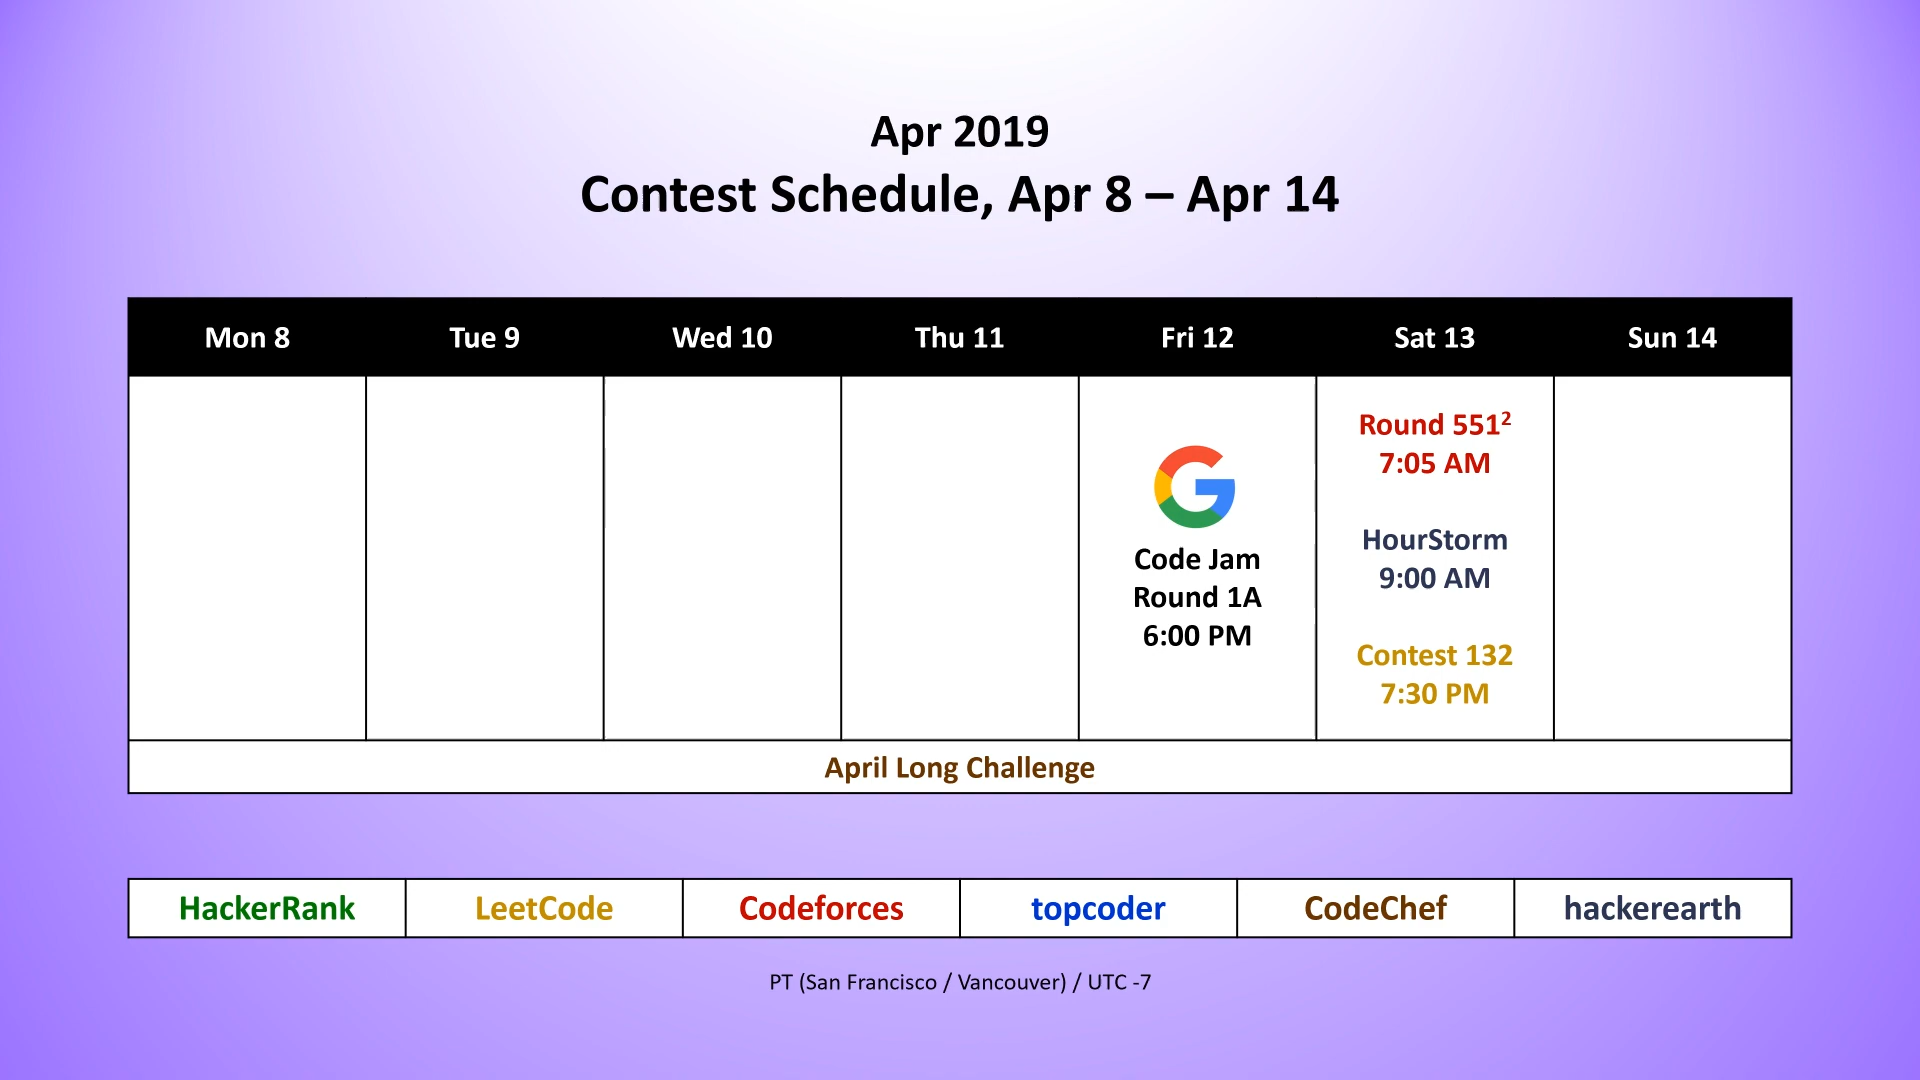 Apr 2019
Contest Schedule, Apr 8 – Apr 14
Mon 8
Tue 9
Wed 10
Thu 11
Fri 12
Sat 13
Sun 14
Code Jam
Round 1A
6:00 PM
Round 551²
7:05 AM
HourStorm
9:00 AM
Contest 132
7:30 PM
April Long Challenge
HackerRank
LeetCode
Codeforces
topcoder
CodeChef
hackerearth
PT (San Francisco / Vancouver) / UTC -7